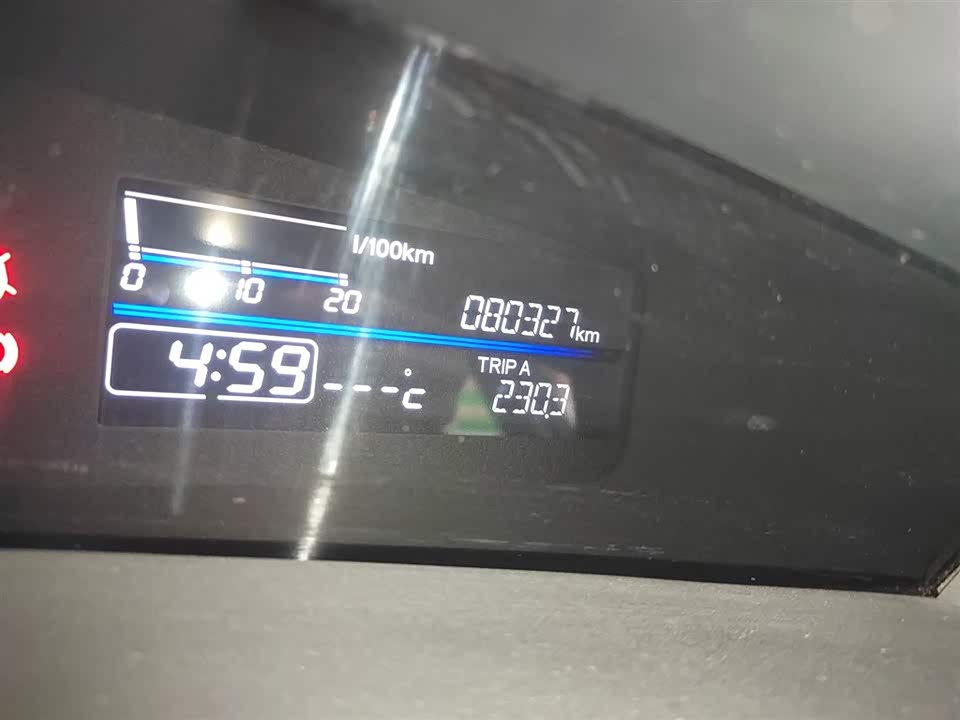 l/100km
0 10 20
080327km
4:59
---°c
TRIP A
230.3